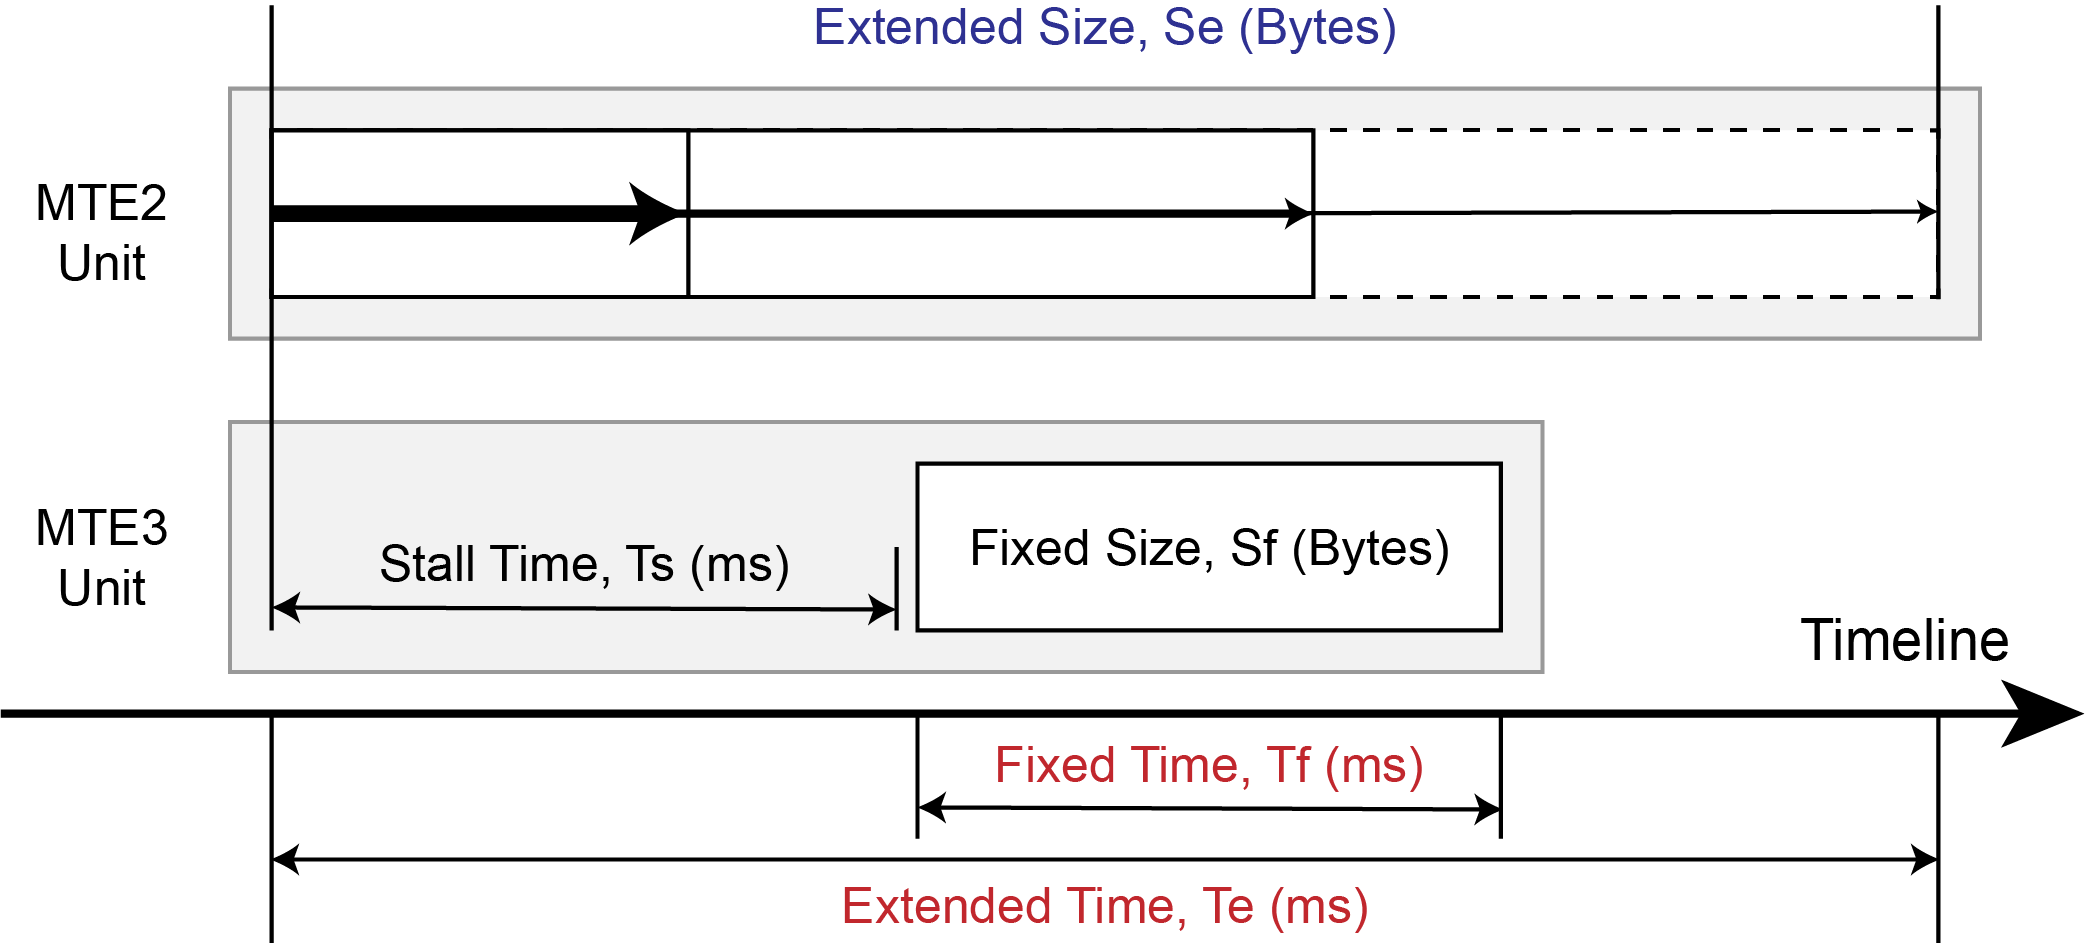 Extended Size, Se (Bytes)
MTE2
Unit
MTE3
Unit
Stall Time, Ts (ms)
Fixed Size, Sf (Bytes)
Timeline
Fixed Time, Tf (ms)
Extended Time, Te (ms)